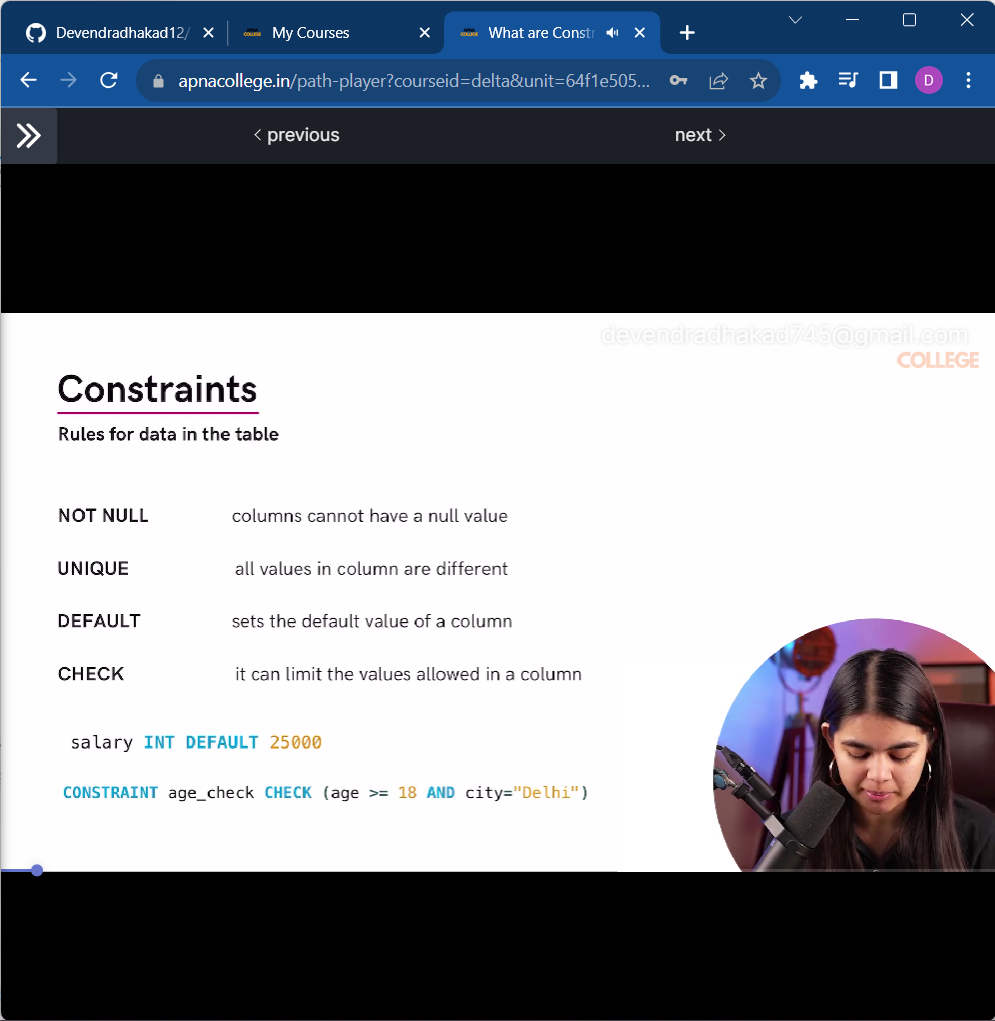 Devendradhakad12/
My Courses
What are Constr
apnacollege.in/path-player?courseid=delta&unit=64f1e505...
D
< previous
next >
devendradhakad745@gmail.com
COLLEGE
Constraints
Rules for data in the table
NOT NULL columns cannot have a null value
UNIQUE all values in column are different
DEFAULT sets the default value of a column
CHECK it can limit the values allowed in a column
salary INT DEFAULT 25000
CONSTRAINT age_check CHECK (age >= 18 AND city="Delhi")